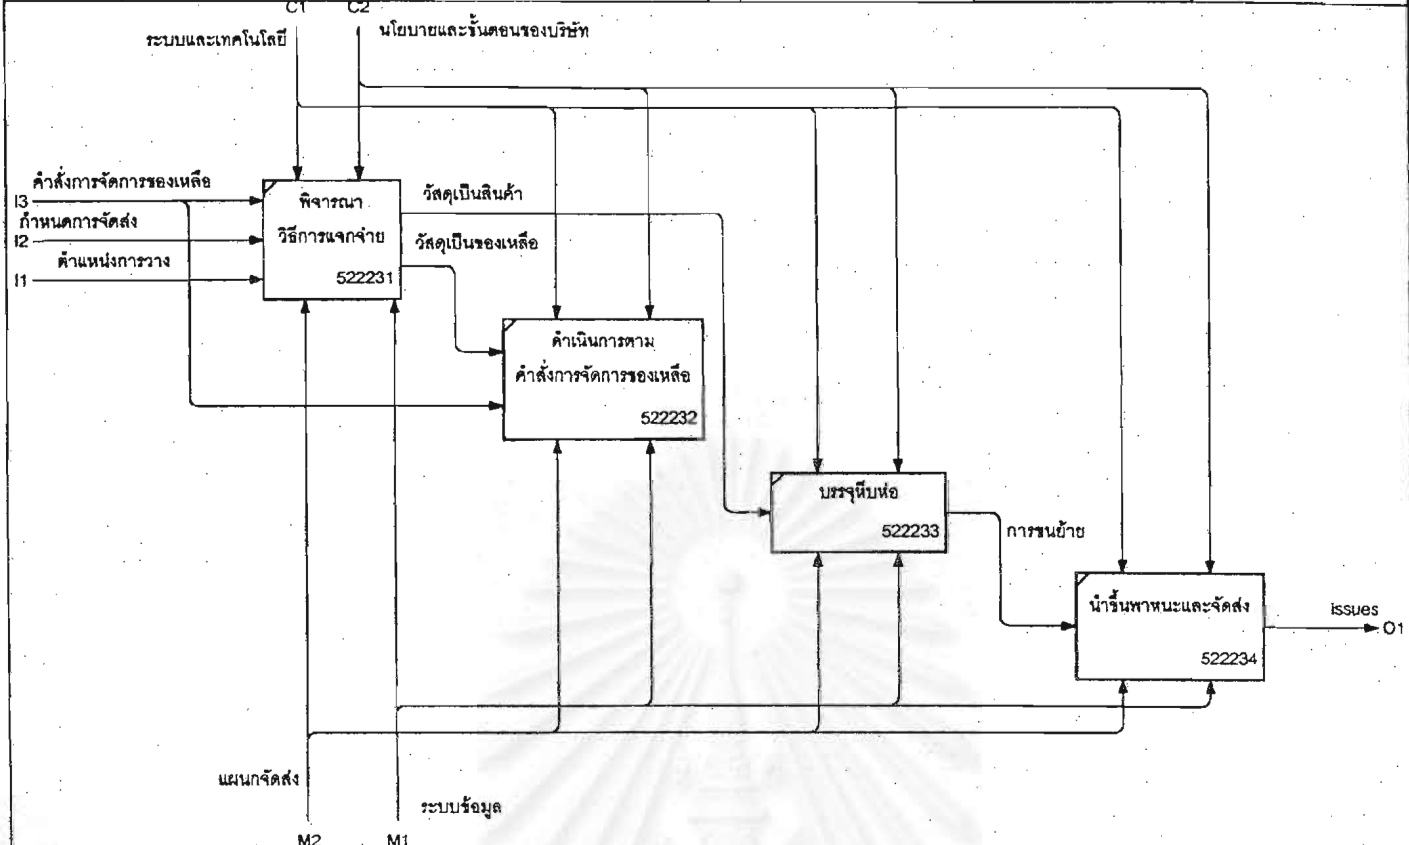 C1 C2
ระบบและเทคโนโลยี
นโยบายและขั้นตอนของบริษัท
คำสั่งการจัดการของเหลือ
I3
กำหนดการจัดส่ง
I2
ตำแหน่งการวาง
I1
พิจารณา
วิธีการแจกจ่าย
522231
วัสดุเป็นสินค้า
วัสดุเป็นของเหลือ
ดำเนินการตาม
คำสั่งการจัดการของเหลือ
522232
บรรจุหีบห่อ
522233
การขนย้าย
นำขึ้นพาหนะและจัดส่ง
522234
issues
O1
แผนกจัดส่ง
ระบบข้อมูล
M2 M1